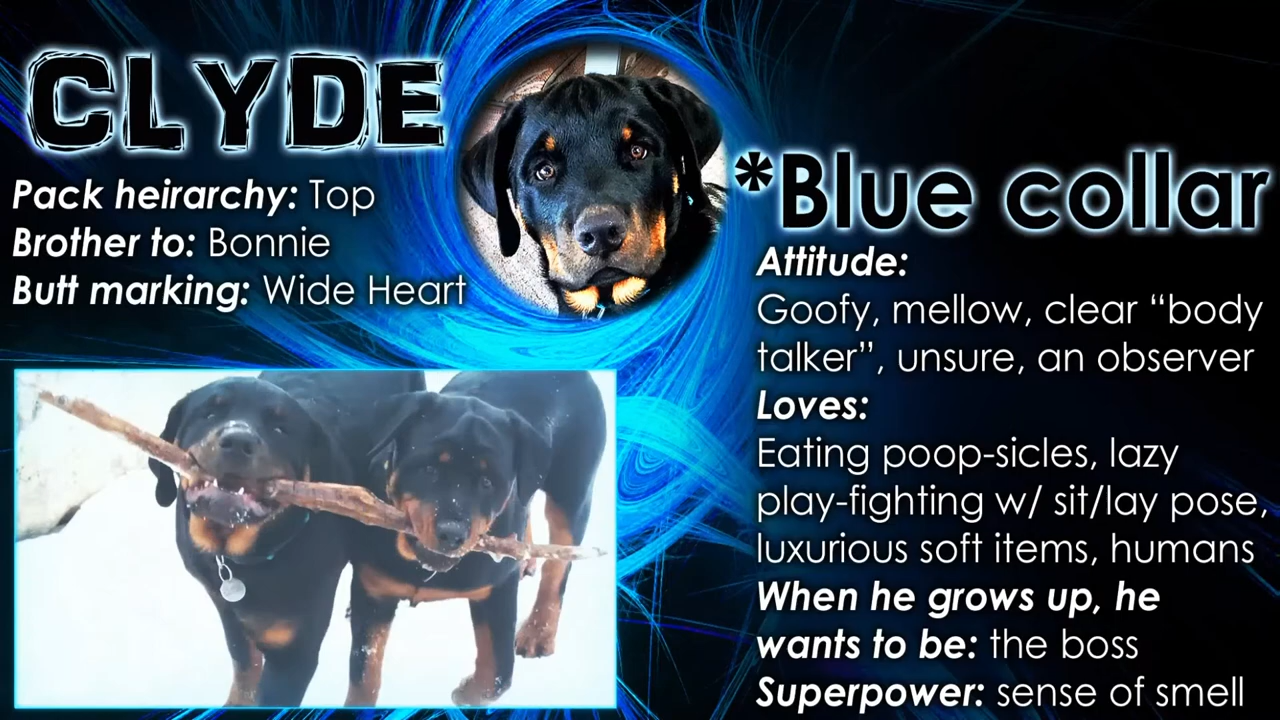 CLYDE
Pack heirarchy: Top
Brother to: Bonnie
Butt marking: Wide Heart
*Blue collar
Attitude:
Goofy, mellow, clear “body
talker”, unsure, an observer
Loves:
Eating poop-sicles, lazy
play-fighting w/ sit/lay pose,
luxurious soft items, humans
When he grows up, he
wants to be: the boss
Superpower: sense of smell